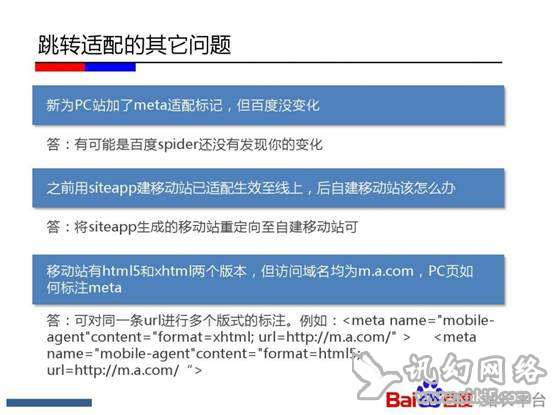 跳转适配的其它问题
新为PC站加了meta适配标记，但百度没变化
答：有可能是百度spider还没有发现你的变化
之前用siteapp建移动站已适配生效至线上，后自建移动站该怎么办
答：将siteapp生成的移动站重定向至自建移动站可
移动站有html5和xhtml两个版本，但访问域名均为m.a.com，PC页如
何标注meta
答：可对同一条url进行多个版式的标注。例如：<meta name="mobile-
agent"content="format=xhtml; url=http://m.a.com/" > <meta
name="mobile-agent"content="format=html5;
url=http://m.a.com/ “>
讯幻网络
Bai
平台